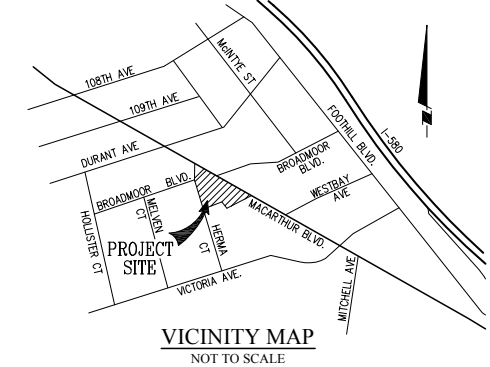 108TH AVE
McINTYE ST
109TH AVE
FOOTHILL BLVD.
I-580
DURANT AVE
BROADMOOR
BLVD.
BROADMOOR BLVD.
WESTBAY
AVE
MELVEN
CT
HOLLISTER CT
MACARTHUR BLVD.
HERMA
CT
PROJECT
SITE
VICTORIA AVE.
MITCHELL AVE
VICINITY MAP
NOT TO SCALE